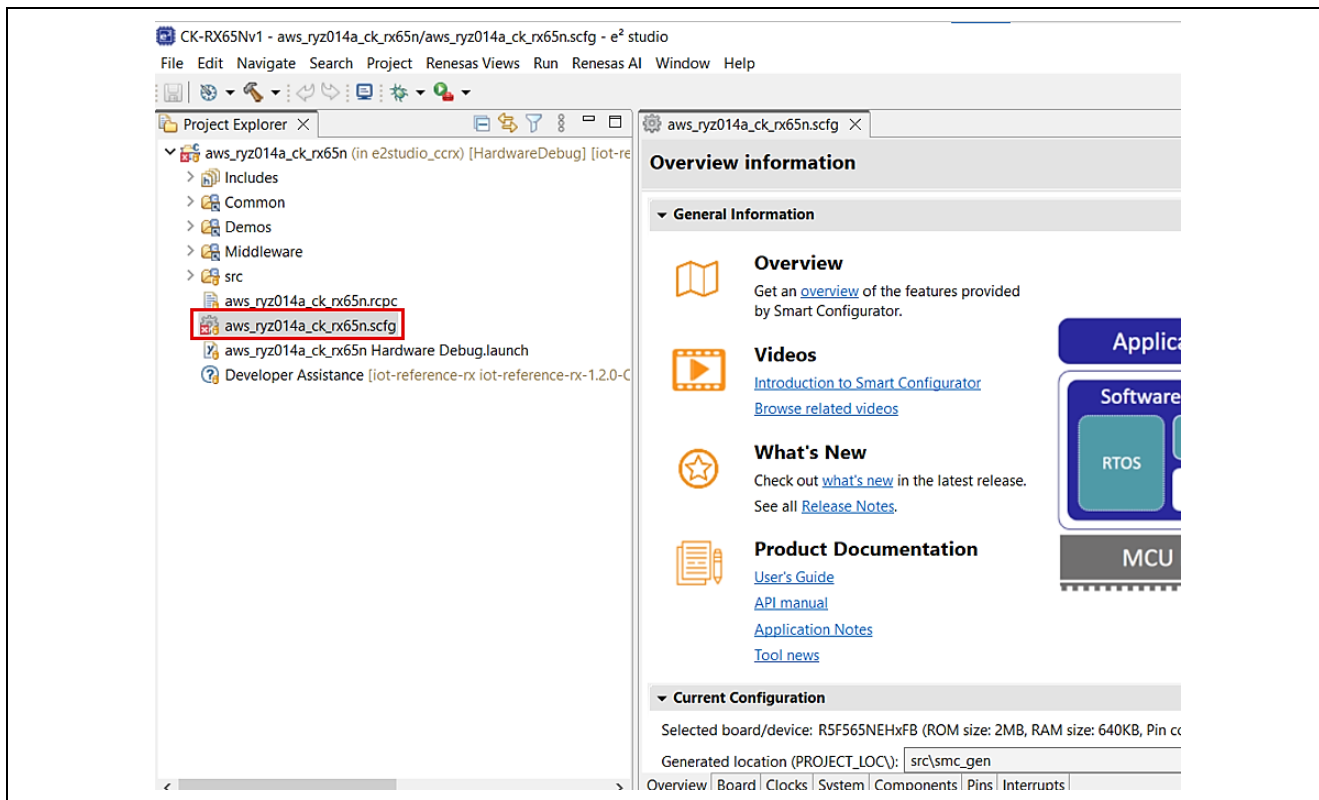 CK-RX65Nv1 - aws_ryz014a_ck_rx65n/aws_ryz014a_ck_rx65n.scfg - e² studio
File Edit Navigate Search Project Renesas Views Run Renesas AI Window Help
Project Explorer
aws_ryz014a_ck_rx65n (in e2studio_ccrx) [HardwareDebug] [iot-re
Includes
Common
Demos
Middleware
src
aws_ryz014a_ck_rx65n.rcpc
aws_ryz014a_ck_rx65n.scfg
aws_ryz014a_ck_rx65n Hardware Debug.launch
Developer Assistance [iot-reference-rx iot-reference-rx-1.2.0-C
aws_ryz014a_ck_rx65n.scfg
Overview information
General Information
Overview
Get an overview of the features provided
by Smart Configurator.
Videos
Introduction to Smart Configurator
Browse related videos
What's New
Check out what's new in the latest release.
See all Release Notes.
Product Documentation
User's Guide
API manual
Application Notes
Tool news
Applica
Software
RTOS
MCU
Current Configuration
Selected board/device: R5F565NEHxFB (ROM size: 2MB, RAM size: 640KB, Pin co
Generated location (PROJECT_LOC\): src\smc_gen
Overview Board Clocks System Components Pins Interrupts